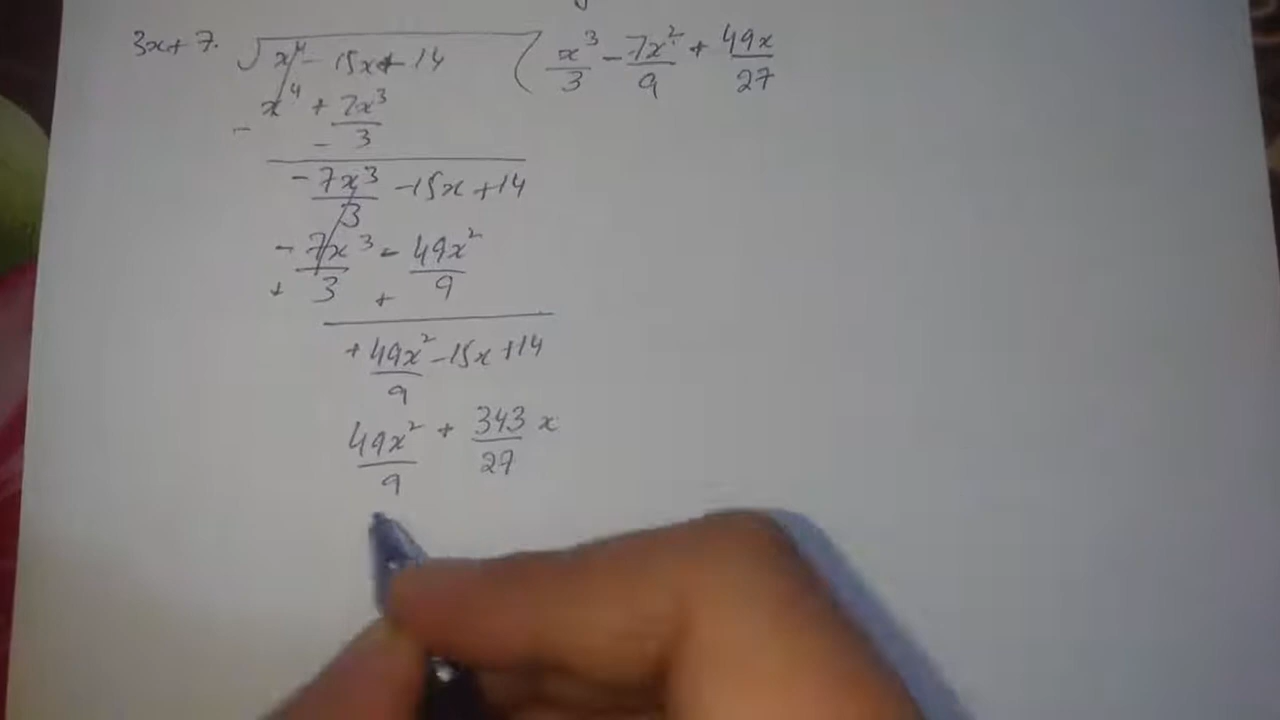 3x+7. √x⁴ - 15x + 14 ( x³/3 - 7x²/9 + 49x/27
x⁴ + 7x³/3
- -
-7x³/3 - 15x + 14
-7x³/3 - 49x²/9
+ +
+49x²/9 - 15x + 14
49x²/9 + 343/27 x